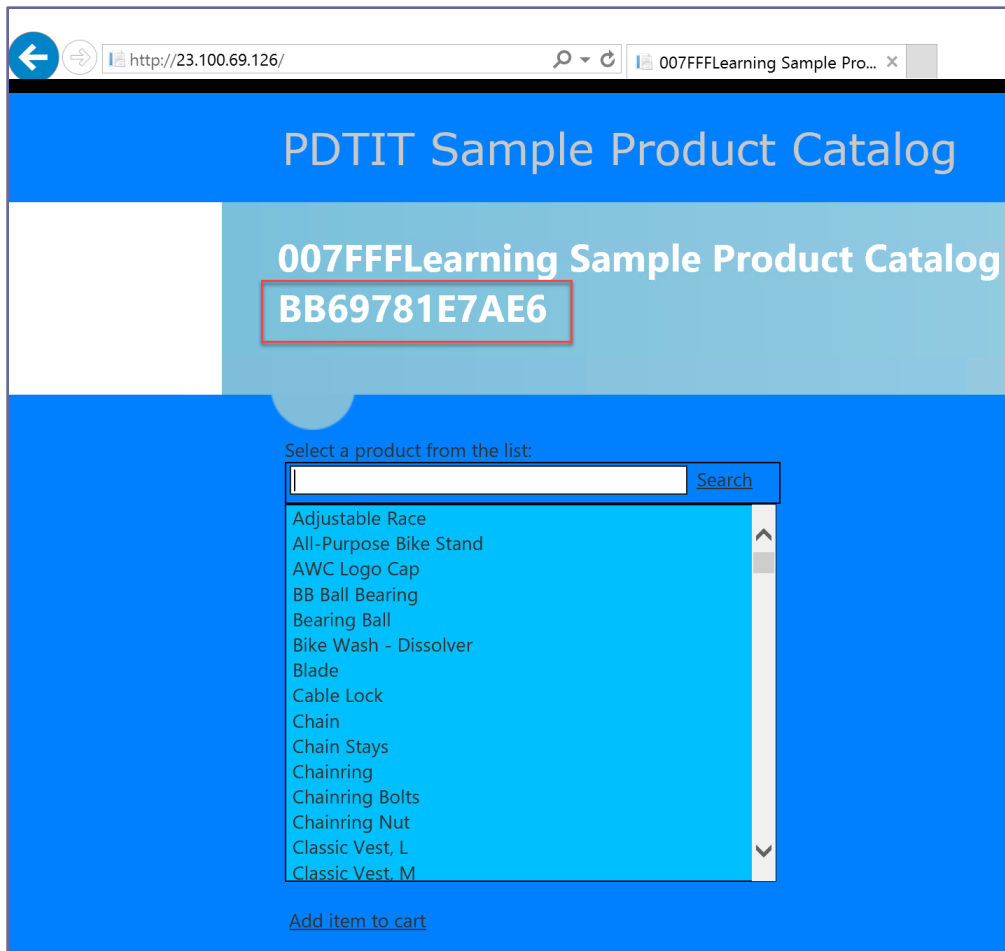 http://23.100.69.126/
007FFFLearning Sample Pro...
PDTIT Sample Product Catalog
007FFFLearning Sample Product Catalog
BB69781E7AE6
Select a product from the list:
Search
Adjustable Race
All-Purpose Bike Stand
AWC Logo Cap
BB Ball Bearing
Bearing Ball
Bike Wash - Dissolver
Blade
Cable Lock
Chain
Chain Stays
Chainring
Chainring Bolts
Chainring Nut
Classic Vest, L
Classic Vest, M
Add item to cart